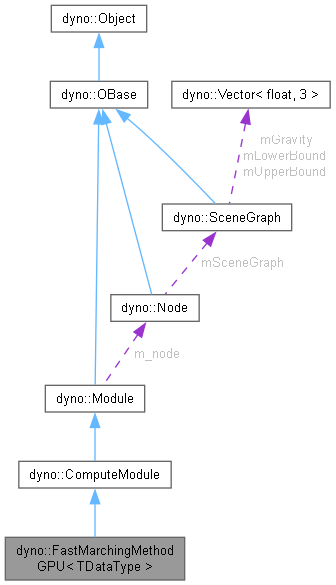 dyno::Object
dyno::OBase
dyno::Vector< float, 3 >
mGravity
mLowerBound
mUpperBound
dyno::SceneGraph
mSceneGraph
dyno::Node
m_node
dyno::Module
dyno::ComputeModule
dyno::FastMarchingMethod
GPU< TDataType >